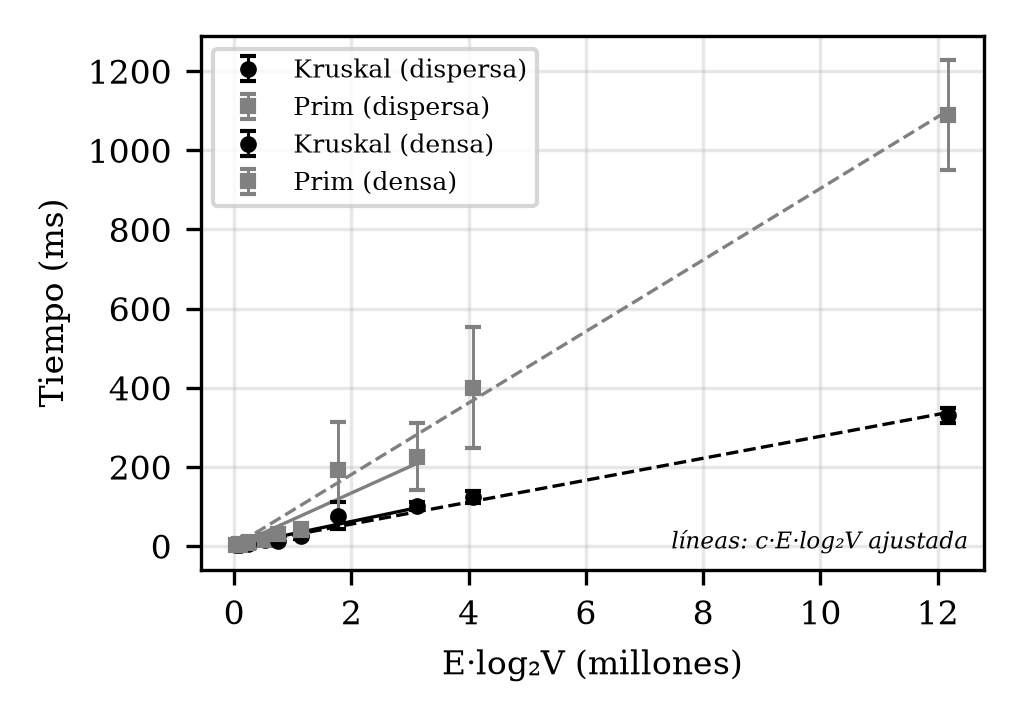 Kruskal (dispersa)
Prim (dispersa)
Kruskal (densa)
Prim (densa)
1200
1000
800
600
400
200
0
Tiempo (ms)
líneas: c·E·log₂V ajustada
0 2 4 6 8 10 12
E·log₂V (millones)